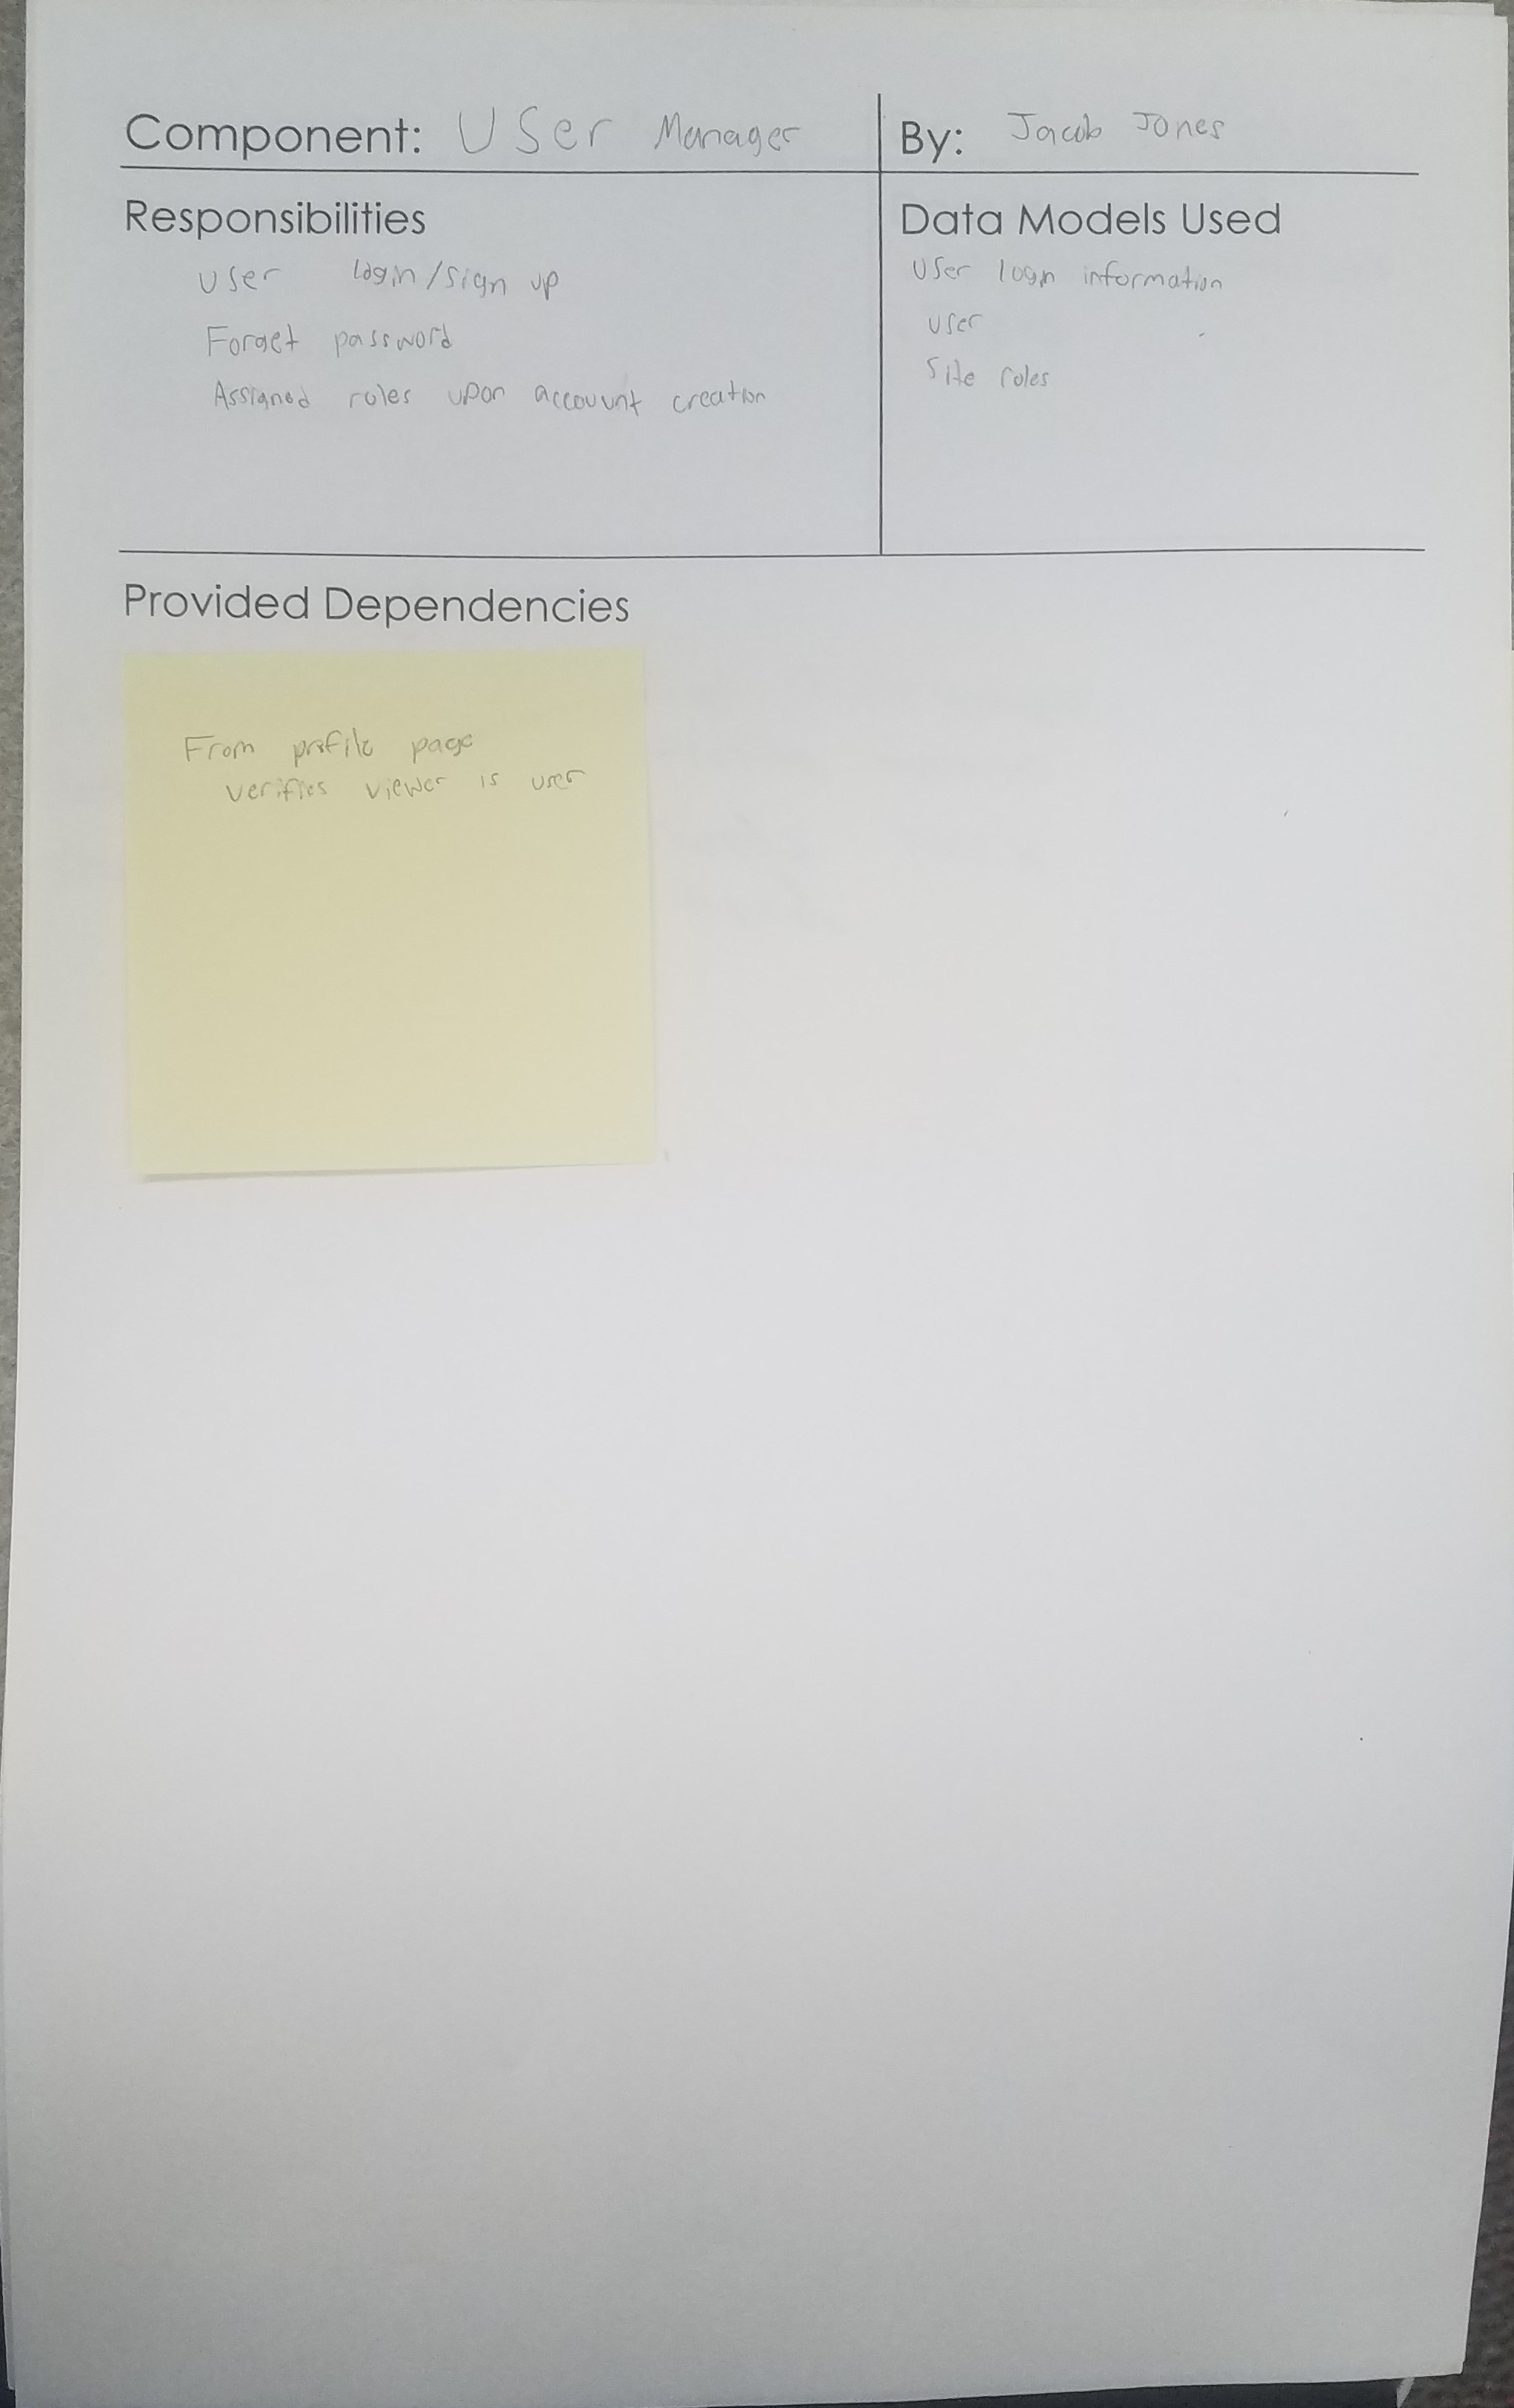 Component: User Manager
By: Jacob Jones
Responsibilities
User login/sign up
Forget password
Assigned roles upon accouunt creation
Data Models Used
User login information
User
Site roles
Provided Dependencies
From profile page
verifies viewer is user